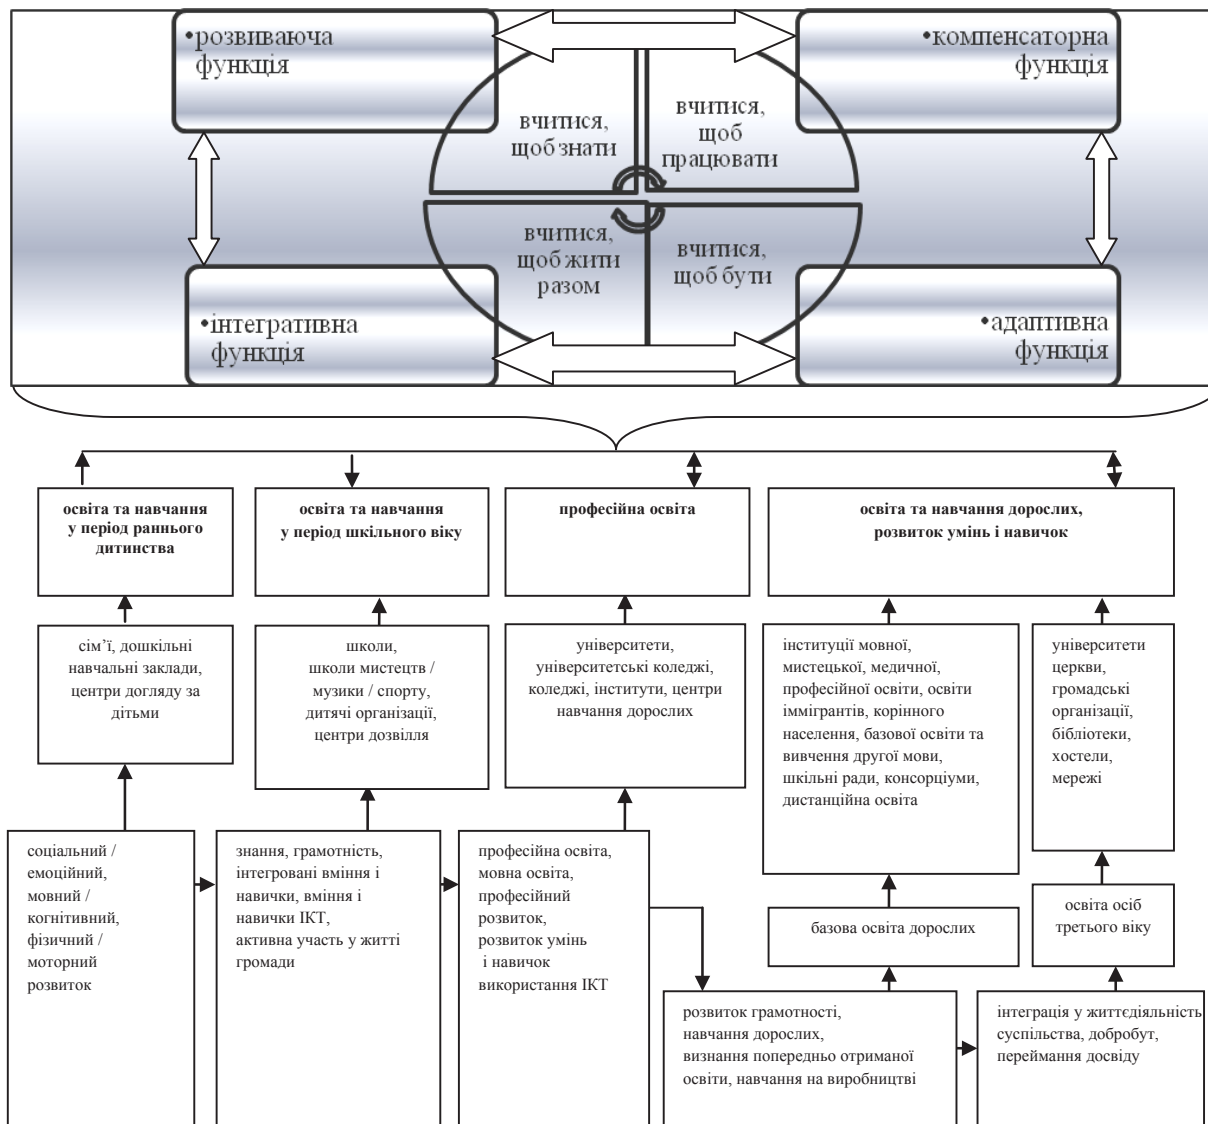 •розвиваюча
функція
•компенсаторна
функція
вчитися,
щоб знати
вчитися,
щоб
працювати
вчитися,
щоб жити
разом
вчитися,
щоб бути
•інтегративна
функція
•адаптивна
функція
освіта та навчання
у період раннього
дитинства
освіта та навчання
у період шкільного віку
професійна освіта
освіта та навчання дорослих,
розвиток умінь і навичок
сім’ї, дошкільні
навчальні заклади,
центри догляду за
дітьми
школи,
школи мистецтв /
музики / спорту,
дитячі організації,
центри дозвілля
університети,
університетські коледжі,
коледжі, інститути, центри
навчання дорослих
інституції мовної,
мистецької, медичної,
професійної освіти, освіти
іммігрантів, корінного
населення, базової освіти та
вивчення другої мови,
шкільні ради, консорціуми,
дистанційна освіта
університети
церкви,
громадські
організації,
бібліотеки,
хостели,
мережі
соціальний /
емоційний,
мовний /
когнітивний,
фізичний /
моторний
розвиток
знання, грамотність,
інтегровані вміння і
навички, вміння і
навички ІКТ,
активна участь у житті
громади
професійна освіта,
мовна освіта,
професійний
розвиток,
розвиток умінь
і навичок
використання ІКТ
базова освіта дорослих
освіта осіб
третього віку
розвиток грамотності,
навчання дорослих,
визнання попередньо отриманої
освіти, навчання на виробництві
інтеграція у життєдіяльність
суспільства, добробут,
переймання досвіду